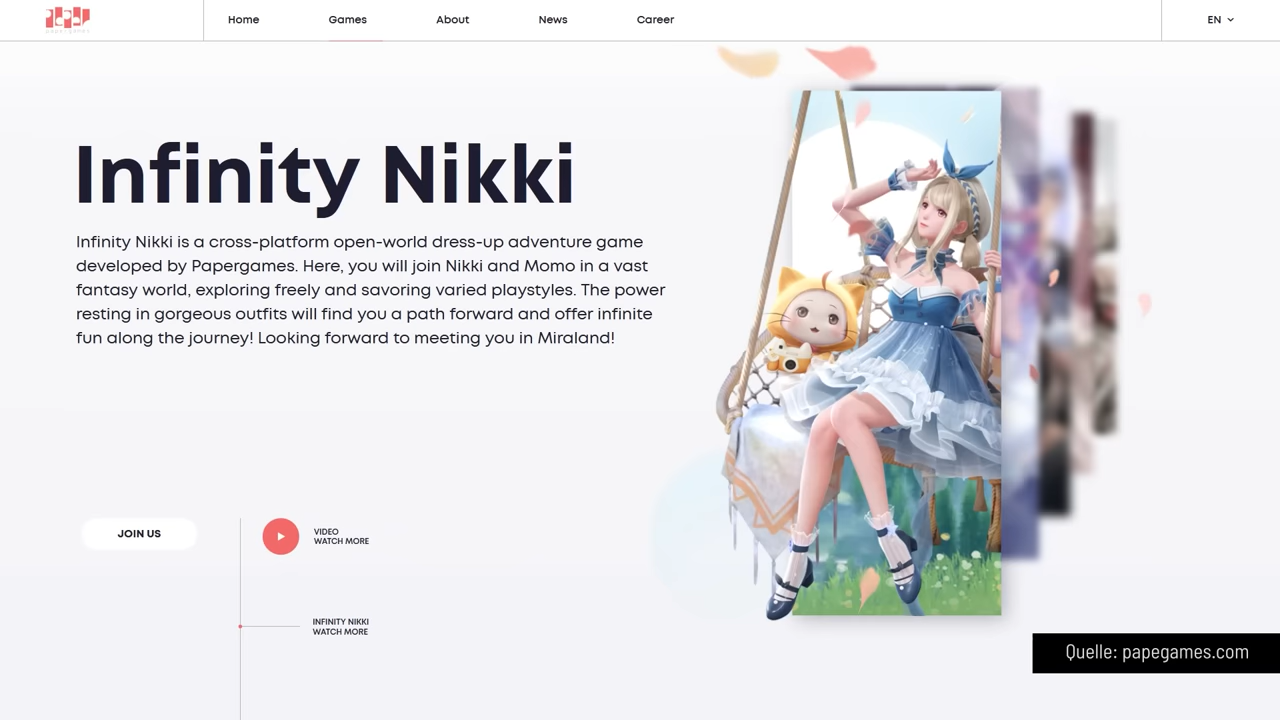 Home
Games
About
News
Career
EN
Infinity Nikki
Infinity Nikki is a cross-platform open-world dress-up adventure game
developed by Papergames. Here, you will join Nikki and Momo in a vast
fantasy world, exploring freely and savoring varied playstyles. The power
resting in gorgeous outfits will find you a path forward and offer infinite
fun along the journey! Looking forward to meeting you in Miraland!
JOIN US
VIDEO
WATCH MORE
INFINITY NIKKI
WATCH MORE
Quelle: papegames.com